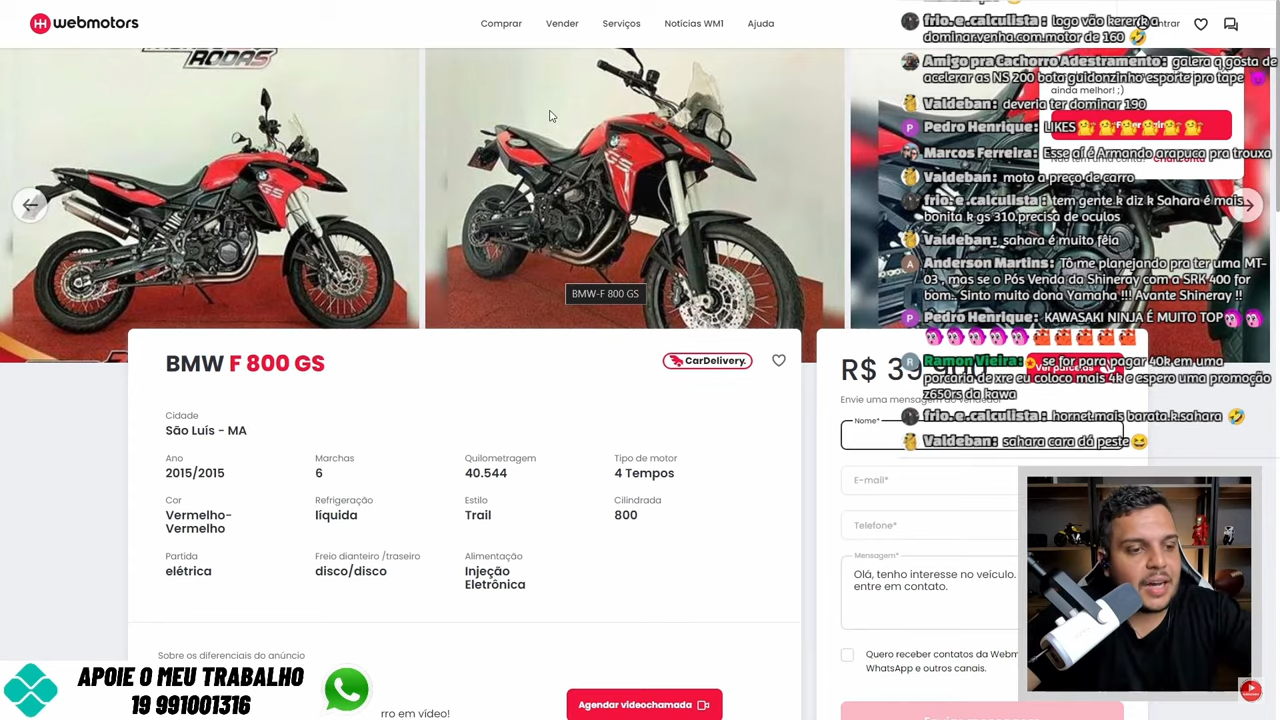 webmotors
Comprar
Vender
Serviços
Notícias WM1
Ajuda
Entrar
RODAS
GS
GS
BMW-F 800 GS
BMW F 800 GS
CarDelivery.
Cidade
São Luís - MA
Ano
2015/2015
Marchas
6
Quilometragem
40.544
Tipo de motor
4 Tempos
Cor
Vermelho-
Vermelho
Refrigeração
líquida
Estilo
Trail
Cilindrada
800
Partida
elétrica
Freio dianteiro /traseiro
disco/disco
Alimentação
Injeção
Eletrônica
Sobre os diferenciais do anúncio
rro em vídeo!
Agendar videochamada
R$ 39.900
Ver parcelas
Envie uma mensagem ao vendedor
Nome*
E-mail*
Telefone*
Mensagem*
Olá, tenho interesse no veículo.
entre em contato.
Quero receber contatos da Webm
WhatsApp e outros canais.
ainda melhor! ;)
frio.e.calculista : logo vão kerer k a
dominar.venha.com.motor de 160
Amigo pra Cachorro Adestramento : galera q gosta de
acelerar as NS 200 bota guidonzinho esporte pro tape
Valdeban : deveria ter dominar 190
Pedro Henrique : LIKES
Marcos Ferreira : Esse aí é Armando arapuca pra trouxa
Valdeban : moto a preço de carro
frio.e.calculista : tem gente k diz k Sahara é mais
bonita k gs 310.precisa de oculos
Valdeban : sahara é muito fêia
Anderson Martins : Tô me planejando pra ter uma MT-
03 , mas se o Pós Venda da Shineray com a SRK 400 for
bom.. Sinto muito dona Yamaha !!! Avante Shineray !!
Pedro Henrique : KAWASAKI NINJA É MUITO TOP
Ramon Vieira : se for para pagar 40k em uma
porcaria de xre eu coloco mais 4k e espero uma promoção
z650rs da kawa
frio.e.calculista : hornet.mais barata.k.sahara
Valdeban : sahara cara dá peste
APOIE O MEU TRABALHO
19 991001316